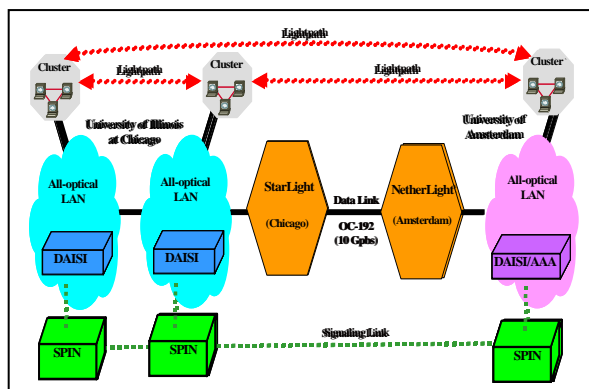 Lightpath
Cluster
Lightpath
Cluster
Lightpath
Cluster
University of Illinois
at Chicago
University of
Amsterdam
All-optical
LAN
All-optical
LAN
StarLight
(Chicago)
Data Link
OC-192
(10 Gpbs)
NetherLight
(Amsterdam)
All-optical
LAN
DAISI
DAISI
DAISI/AAA
SPIN
SPIN
Signaling Link
SPIN